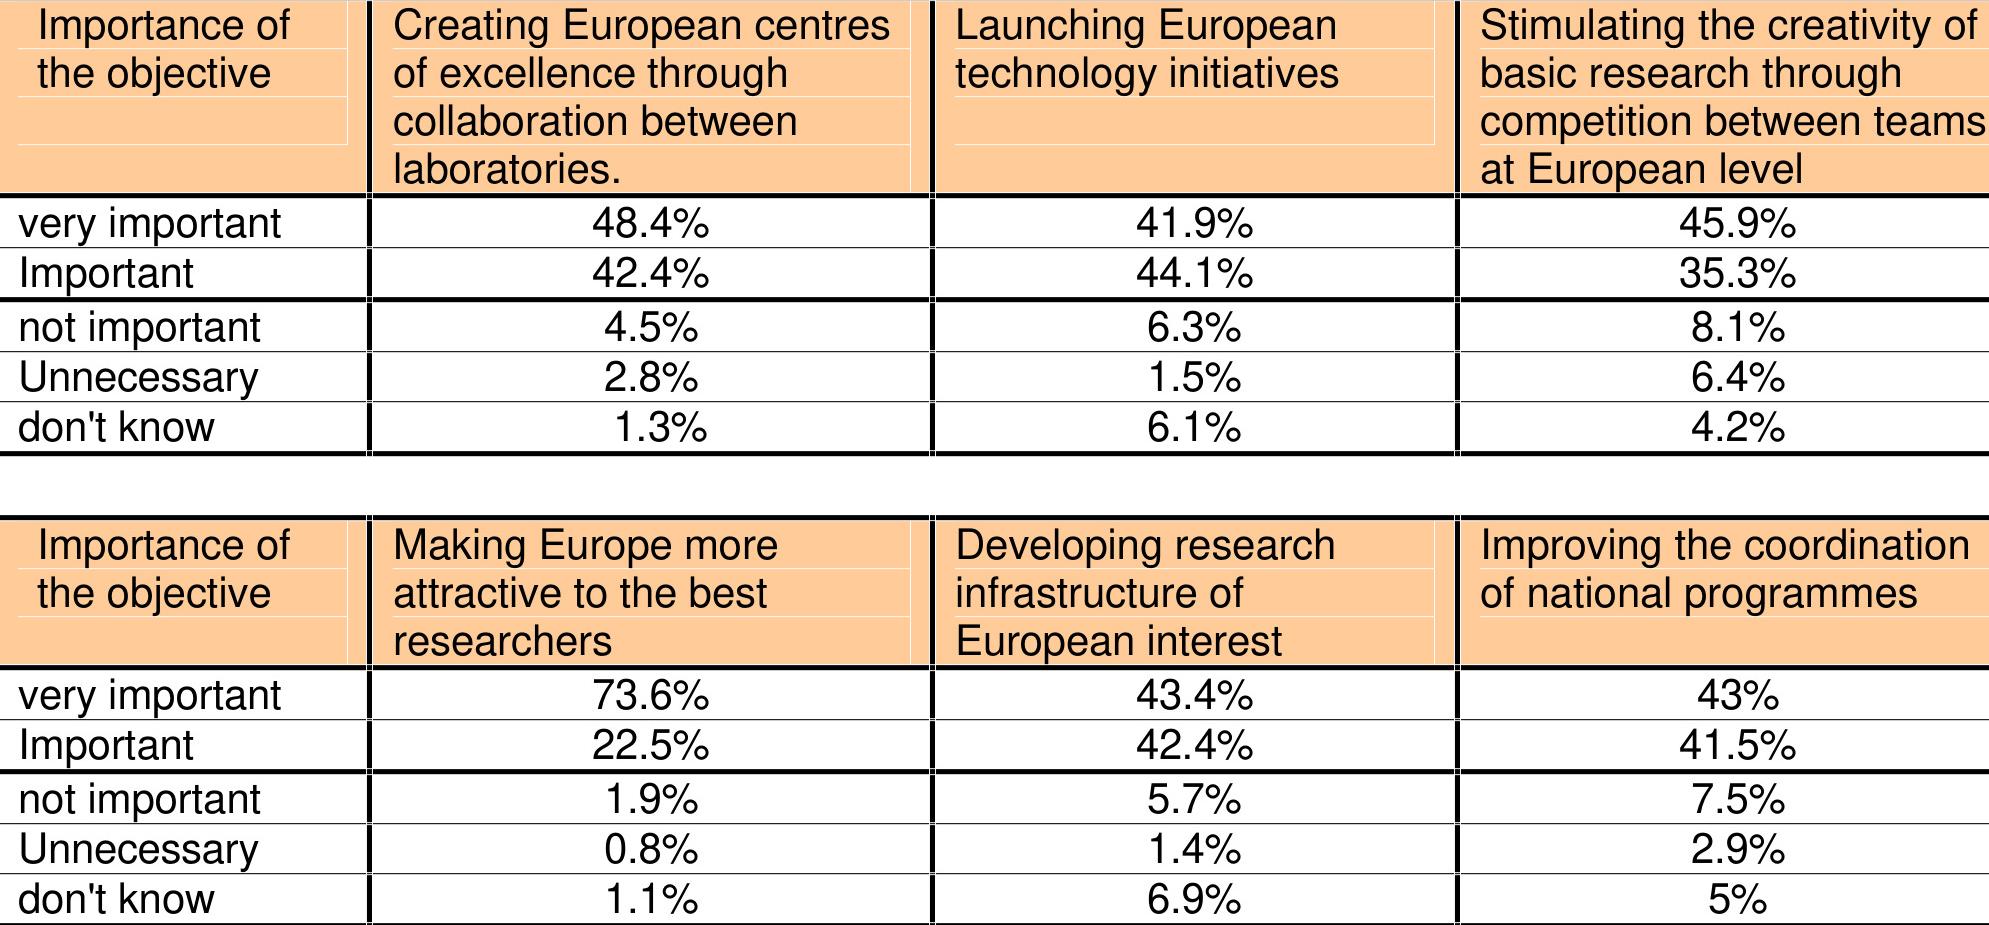 Importance of the objective | Creating European centres of excellence through collaboration between laboratories. | Launching European technology initiatives | Stimulating the creativity of basic research through competition between teams at European level
very important | 48.4% | 41.9% | 45.9%
Important | 42.4% | 44.1% | 35.3%
not important | 4.5% | 6.3% | 8.1%
Unnecessary | 2.8% | 1.5% | 6.4%
don't know | 1.3% | 6.1% | 4.2%
Importance of the objective | Making Europe more attractive to the best researchers | Developing research infrastructure of European interest | Improving the coordination of national programmes
very important | 73.6% | 43.4% | 43%
Important | 22.5% | 42.4% | 41.5%
not important | 1.9% | 5.7% | 7.5%
Unnecessary | 0.8% | 1.4% | 2.9%
don't know | 1.1% | 6.9% | 5%